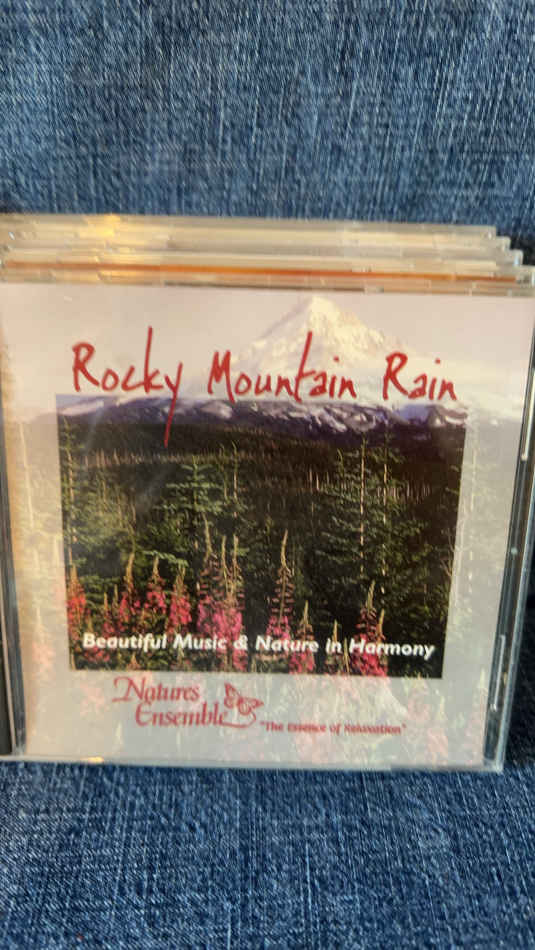 Rocky Mountain Rain
Beautiful Music & Nature in Harmony
Natures
Ensemble
"The Essence of Relaxation"